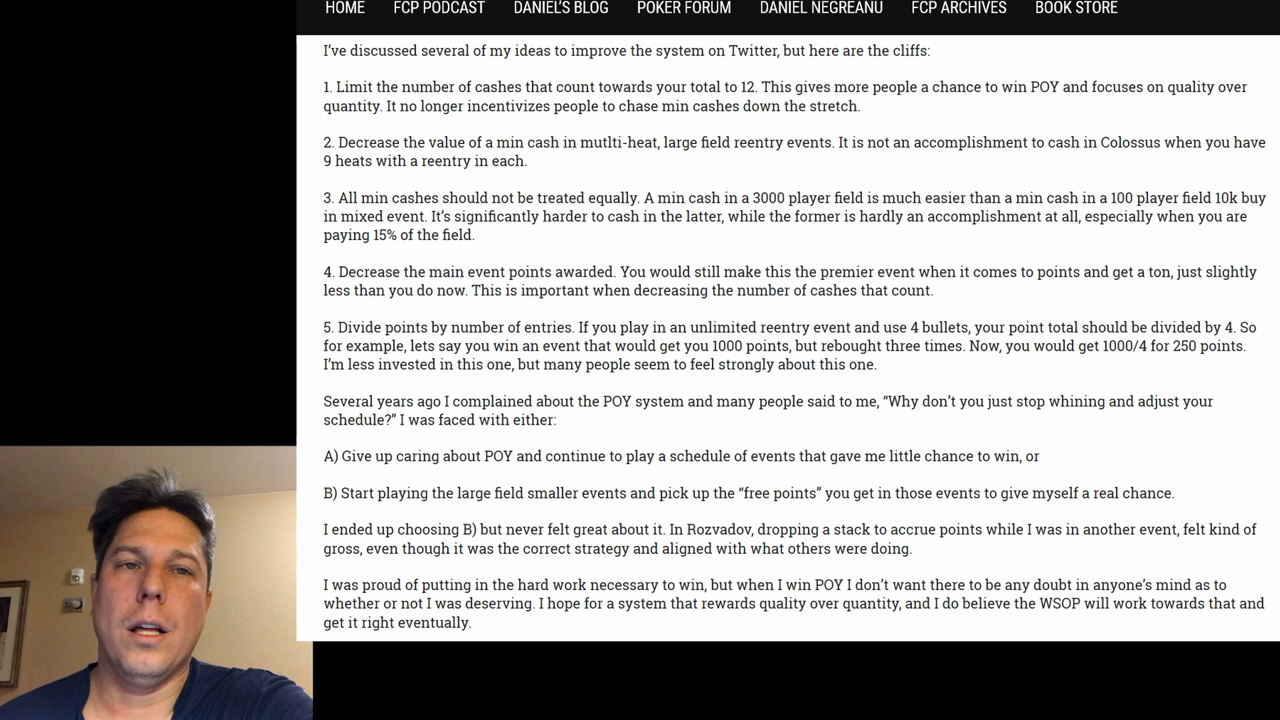 HOME FCP PODCAST DANIEL'S BLOG POKER FORUM DANIEL NEGREANU FCP ARCHIVES BOOK STORE
I've discussed several of my ideas to improve the system on Twitter, but here are the cliffs:
1. Limit the number of cashes that count towards your total to 12. This gives more people a chance to win POY and focuses on quality over
quantity. It no longer incentivizes people to chase min cashes down the stretch.
2. Decrease the value of a min cash in mutlti-heat, large field reentry events. It is not an accomplishment to cash in Colossus when you have
9 heats with a reentry in each.
3. All min cashes should not be treated equally. A min cash in a 3000 player field is much easier than a min cash in a 100 player field 10k buy
in mixed event. It's significantly harder to cash in the latter, while the former is hardly an accomplishment at all, especially when you are
paying 15% of the field.
4. Decrease the main event points awarded. You would still make this the premier event when it comes to points and get a ton, just slightly
less than you do now. This is important when decreasing the number of cashes that count.
5. Divide points by number of entries. If you play in an unlimited reentry event and use 4 bullets, your point total should be divided by 4. So
for example, lets say you win an event that would get you 1000 points, but rebought three times. Now, you would get 1000/4 for 250 points.
I'm less invested in this one, but many people seem to feel strongly about this one.
Several years ago I complained about the POY system and many people said to me, "Why don't you just stop whining and adjust your
schedule?" I was faced with either:
A) Give up caring about POY and continue to play a schedule of events that gave me little chance to win, or
B) Start playing the large field smaller events and pick up the "free points" you get in those events to give myself a real chance.
I ended up choosing B) but never felt great about it. In Rozvadov, dropping a stack to accrue points while I was in another event, felt kind of
gross, even though it was the correct strategy and aligned with what others were doing.
I was proud of putting in the hard work necessary to win, but when I win POY I don't want there to be any doubt in anyone's mind as to
whether or not I was deserving. I hope for a system that rewards quality over quantity, and I do believe the WSOP will work towards that and
get it right eventually.